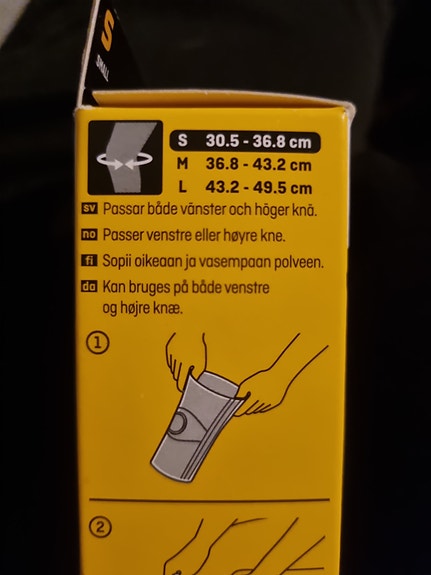 S
SMALL
S 30.5 - 36.8 cm
M 36.8 - 43.2 cm
L 43.2 - 49.5 cm
sv Passar både vänster och höger knä.
no Passer venstre eller høyre kne.
fi Sopii oikeaan ja vasempaan polveen.
da Kan bruges på både venstre
og højre knæ.
1
2